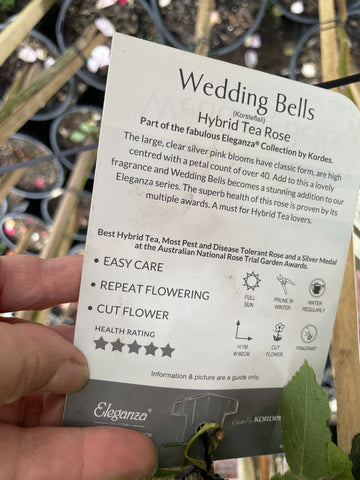 Wedding Bells
(Korsteflali)
Hybrid Tea Rose
Part of the fabulous Eleganza® Collection by Kordes.
The large, clear silver pink blooms have classic form, are high
centred with a petal count of over 40. Add to this a lovely
fragrance and Wedding Bells becomes a stunning addition to our
Eleganza series. The superb health of this rose is proven by its
multiple awards. A must for Hybrid Tea lovers.
Best Hybrid Tea, Most Pest and Disease Tolerant Rose and a Silver Medal
at the Australian National Rose Trial Garden Awards.
• EASY CARE
• REPEAT FLOWERING
• CUT FLOWER
HEALTH RATING
FULL SUN
PRUNE IN WINTER
WATER REGULARLY
H:1M W:80CM
CUT FLOWER
FRAGRANT
Information & picture are a guide only.
Eleganza®
Created by KORDES